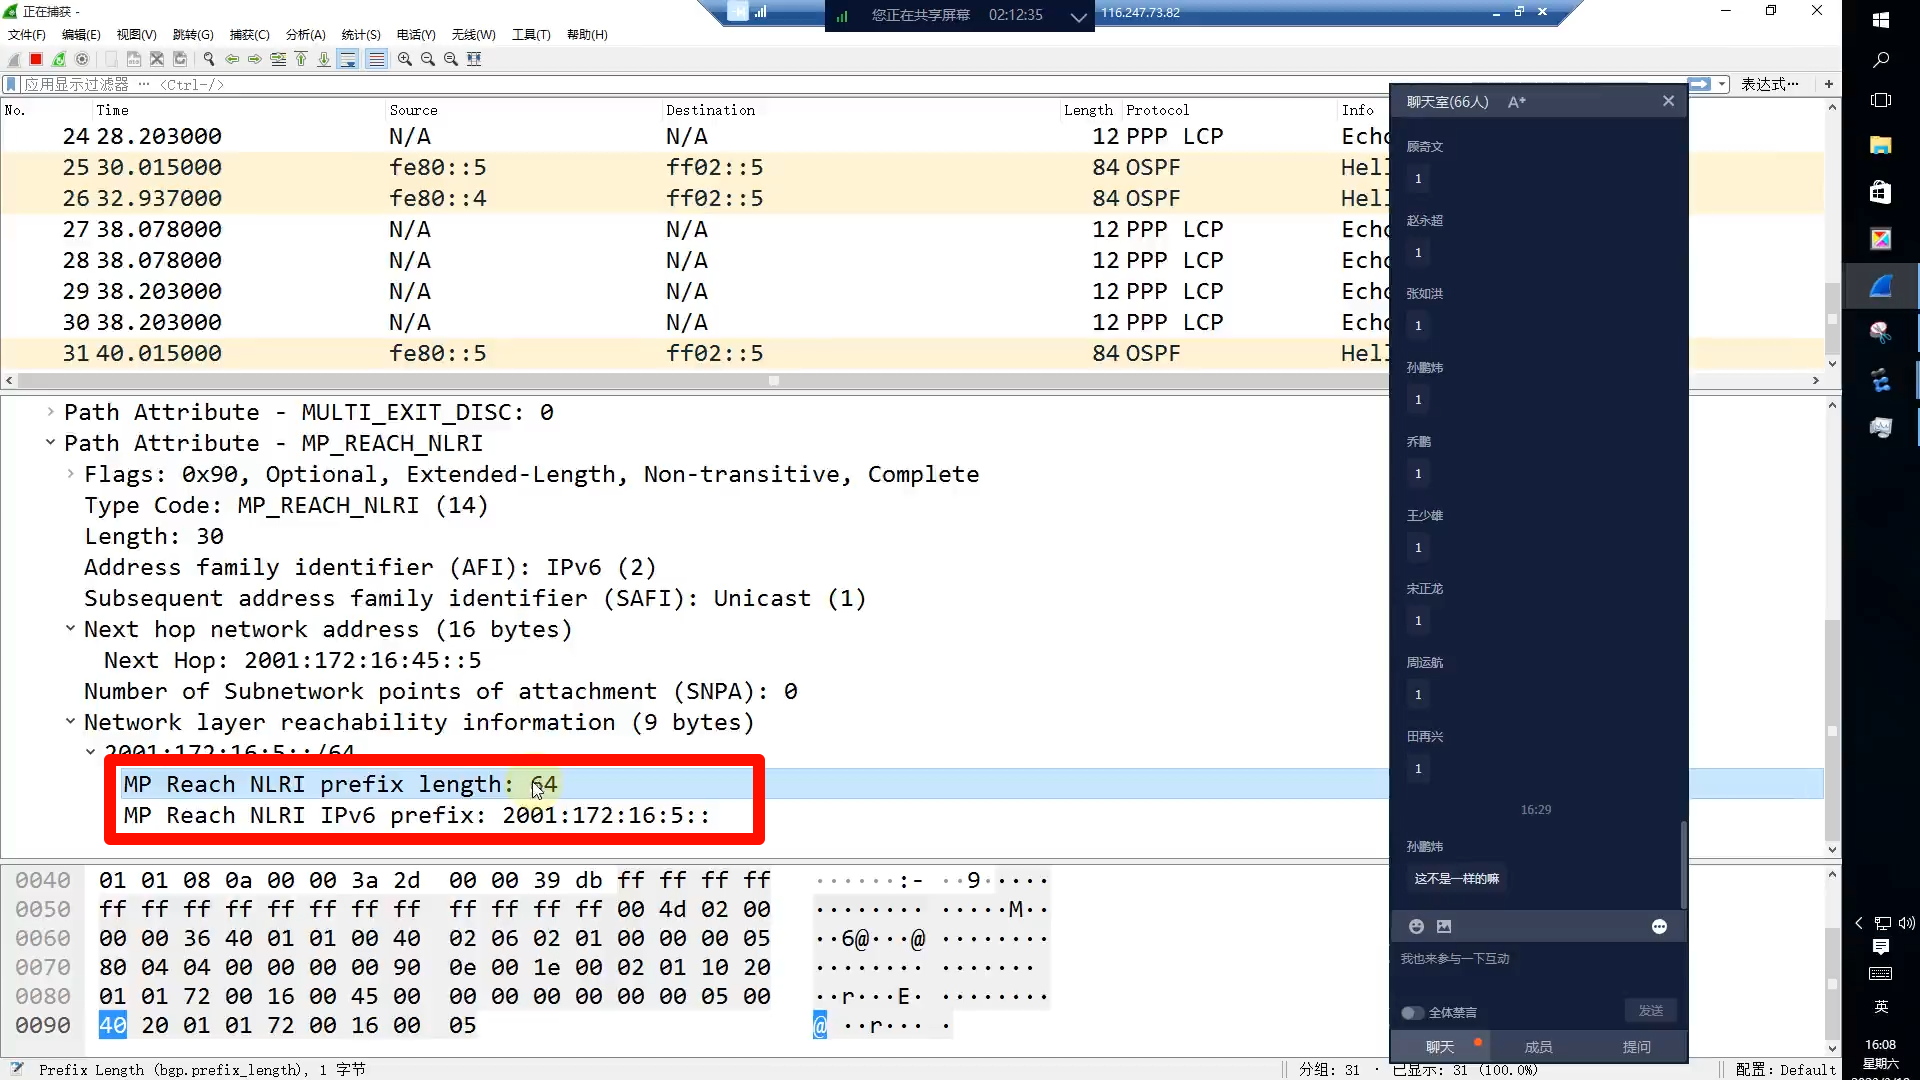 正在捕获 -
您正在共享屏幕 02:12:35
116.247.73.82
文件(F) 编辑(E) 视图(V) 跳转(G) 捕获(C) 分析(A) 统计(S) 电话(Y) 无线(W) 工具(T) 帮助(H)
应用显示过滤器 … <Ctrl-/>
表达式… +
No. Time Source Destination Length Protocol Info
24 28.203000 N/A N/A 12 PPP LCP Echo
25 30.015000 fe80::5 ff02::5 84 OSPF Hell
26 32.937000 fe80::4 ff02::5 84 OSPF Hell
27 38.078000 N/A N/A 12 PPP LCP Echo
28 38.078000 N/A N/A 12 PPP LCP Echo
29 38.203000 N/A N/A 12 PPP LCP Echo
30 38.203000 N/A N/A 12 PPP LCP Echo
31 40.015000 fe80::5 ff02::5 84 OSPF Hell
Path Attribute - MULTI_EXIT_DISC: 0
Path Attribute - MP_REACH_NLRI
Flags: 0x90, Optional, Extended-Length, Non-transitive, Complete
Type Code: MP_REACH_NLRI (14)
Length: 30
Address family identifier (AFI): IPv6 (2)
Subsequent address family identifier (SAFI): Unicast (1)
Next hop network address (16 bytes)
Next Hop: 2001:172:16:45::5
Number of Subnetwork points of attachment (SNPA): 0
Network layer reachability information (9 bytes)
2001:172:16:5::/64
MP Reach NLRI prefix length: 64
MP Reach NLRI IPv6 prefix: 2001:172:16:5::
0040 01 01 08 0a 00 00 3a 2d 00 00 39 db ff ff ff ff ······:- ··9·····
0050 ff ff ff ff ff ff ff ff ff ff ff ff 00 4d 02 00 ········ ·····M··
0060 00 00 36 40 01 01 00 40 02 06 02 01 00 00 00 05 ··6@···@ ········
0070 80 04 04 00 00 00 00 90 0e 00 1e 00 02 01 10 20 ········ ·······
0080 01 01 72 00 16 00 45 00 00 00 00 00 00 00 05 00 ··r···E· ········
0090 40 20 01 01 72 00 16 00 05 @ ··r··· ·
Prefix Length (bgp.prefix_length), 1 字节
分组: 31 · 已显示: 31 (100.0%)
配置: Default
聊天室(66人) A+
顾奇文
1
赵永超
1
张如洪
1
孙鹏炜
1
乔鹏
1
王少雄
1
宋正龙
1
周运航
1
田再兴
1
16:29
孙鹏炜
这不是一样的嘛
我也来参与一下互动
全体禁言 发送
聊天 成员 提问
英
16:08
星期六